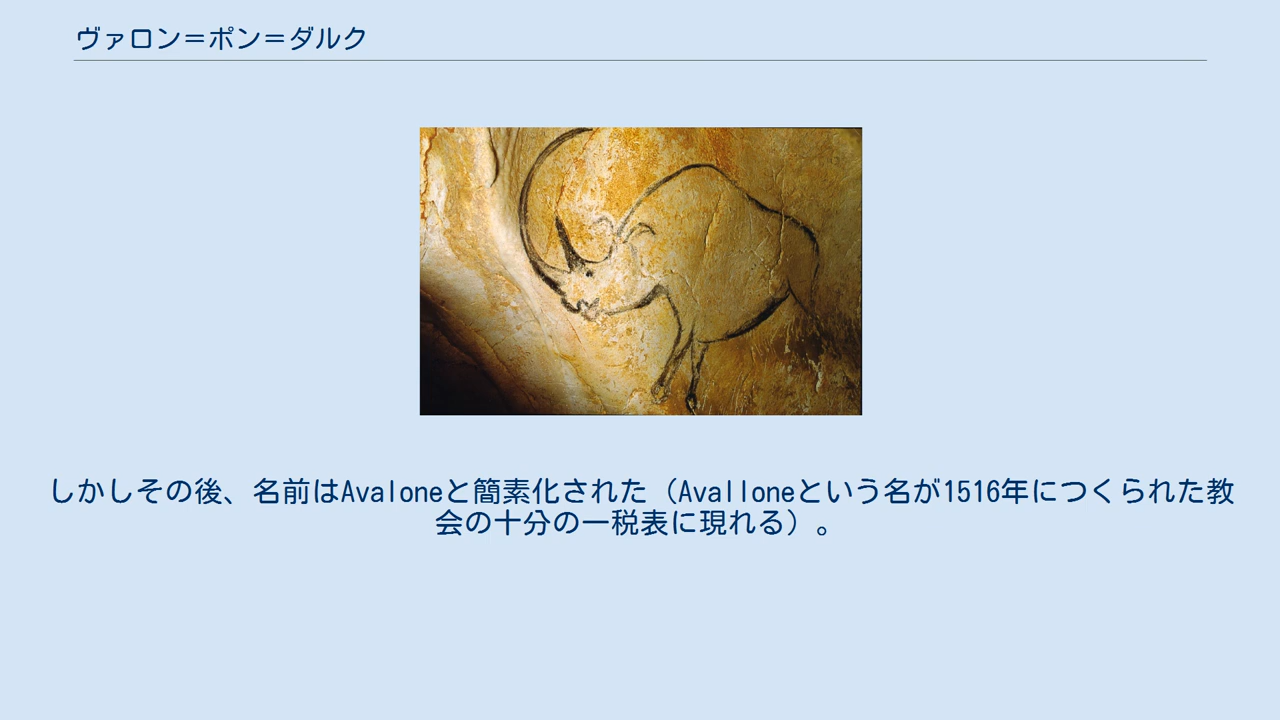 ヴァロン＝ポン＝ダルク
しかしその後、名前はAvaloneと簡素化された（Avalloneという名が1516年につくられた教
会の十分の一税表に現れる）。